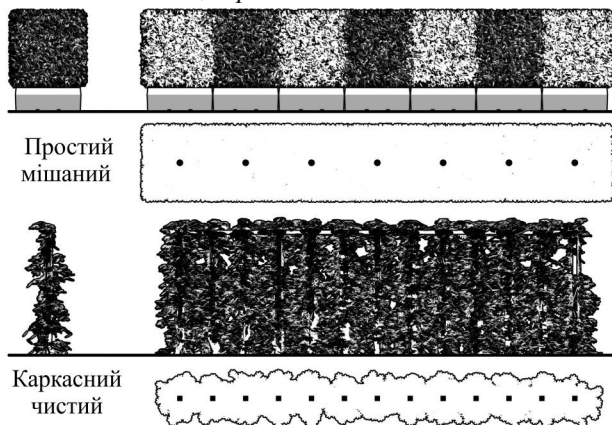 Простий
мішаний
Каркасний
чистий